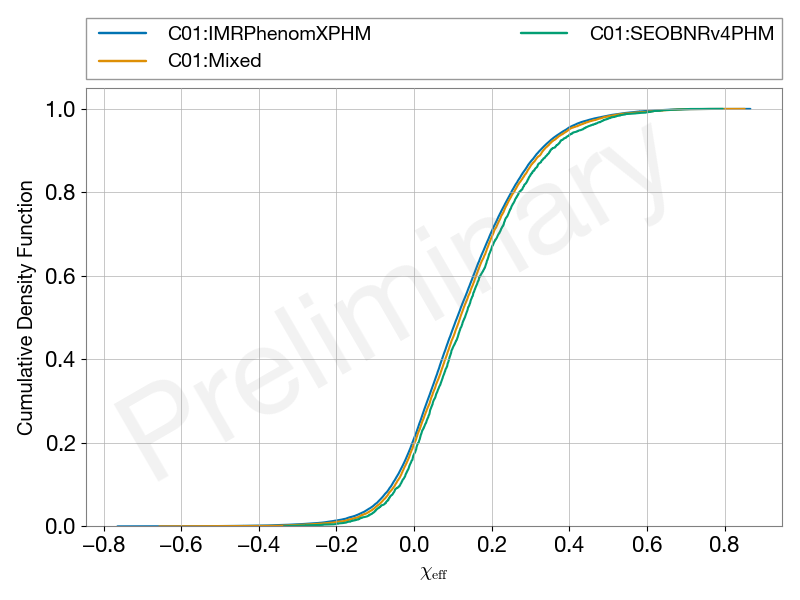 C01:IMRPhenomXPHM
C01:Mixed
C01:SEOBNRv4PHM
Preliminary
Cumulative Density Function
1.0
0.8
0.6
0.4
0.2
0.0
−0.8 −0.6 −0.4 −0.2 0.0 0.2 0.4 0.6 0.8
χeff